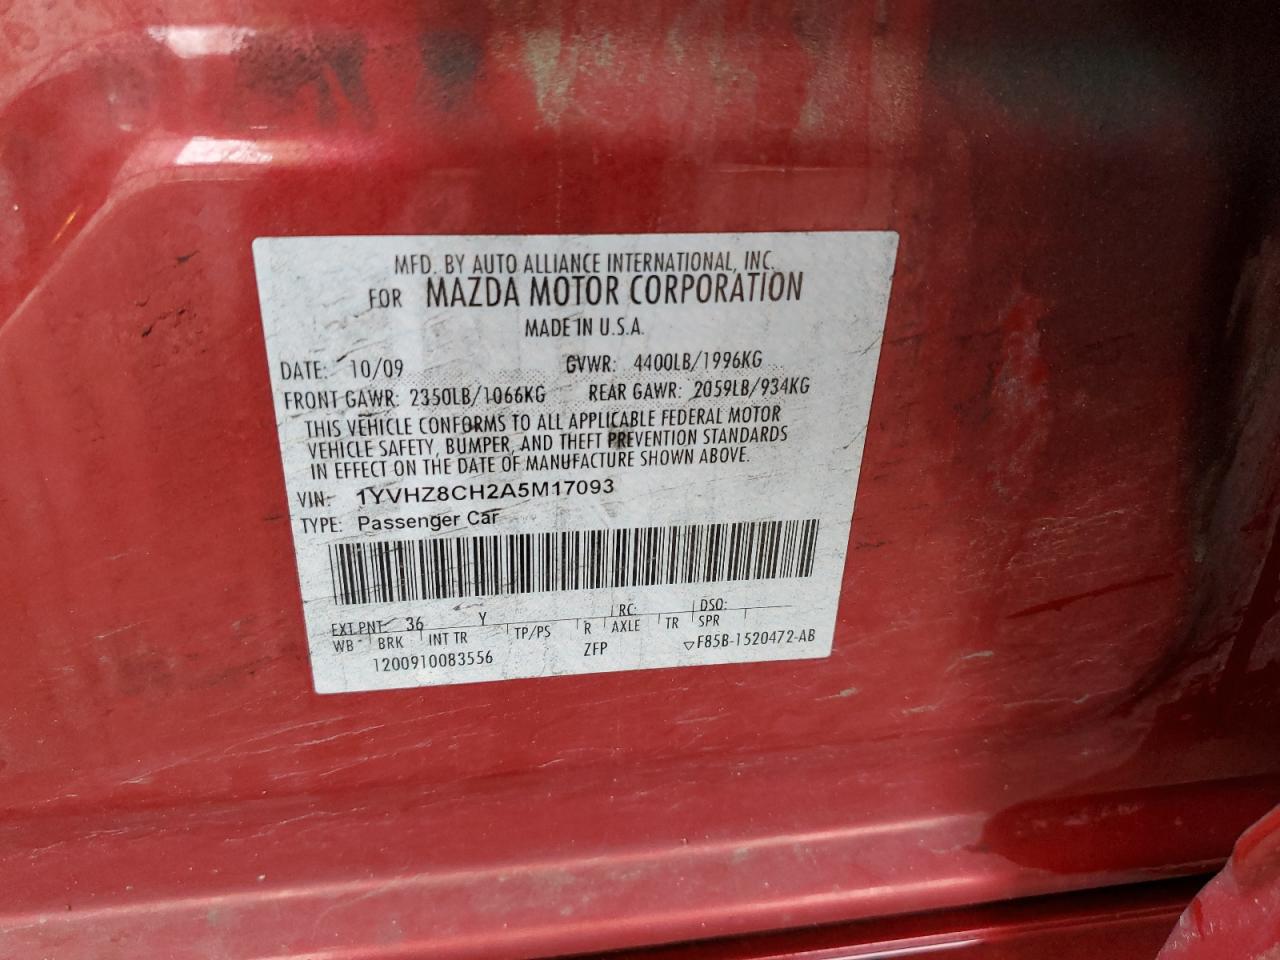 MFD. BY AUTO ALLIANCE INTERNATIONAL, INC.
FOR MAZDA MOTOR CORPORATION
MADE IN U.S.A.
DATE: 10/09 GVWR: 4400LB/1996KG
FRONT GAWR: 2350LB/1066KG REAR GAWR: 2059LB/934KG
THIS VEHICLE CONFORMS TO ALL APPLICABLE FEDERAL MOTOR
VEHICLE SAFETY, BUMPER, AND THEFT PREVENTION STANDARDS
IN EFFECT ON THE DATE OF MANUFACTURE SHOWN ABOVE.
VIN: 1YVHZ8CH2A5M17093
TYPE: Passenger Car
EXT PNT: 36 Y RC: DSO:
WB BRK INT TR TP/PS R AXLE TR SPR
1200910083556 ZFP ▽F85B-1520472-AB